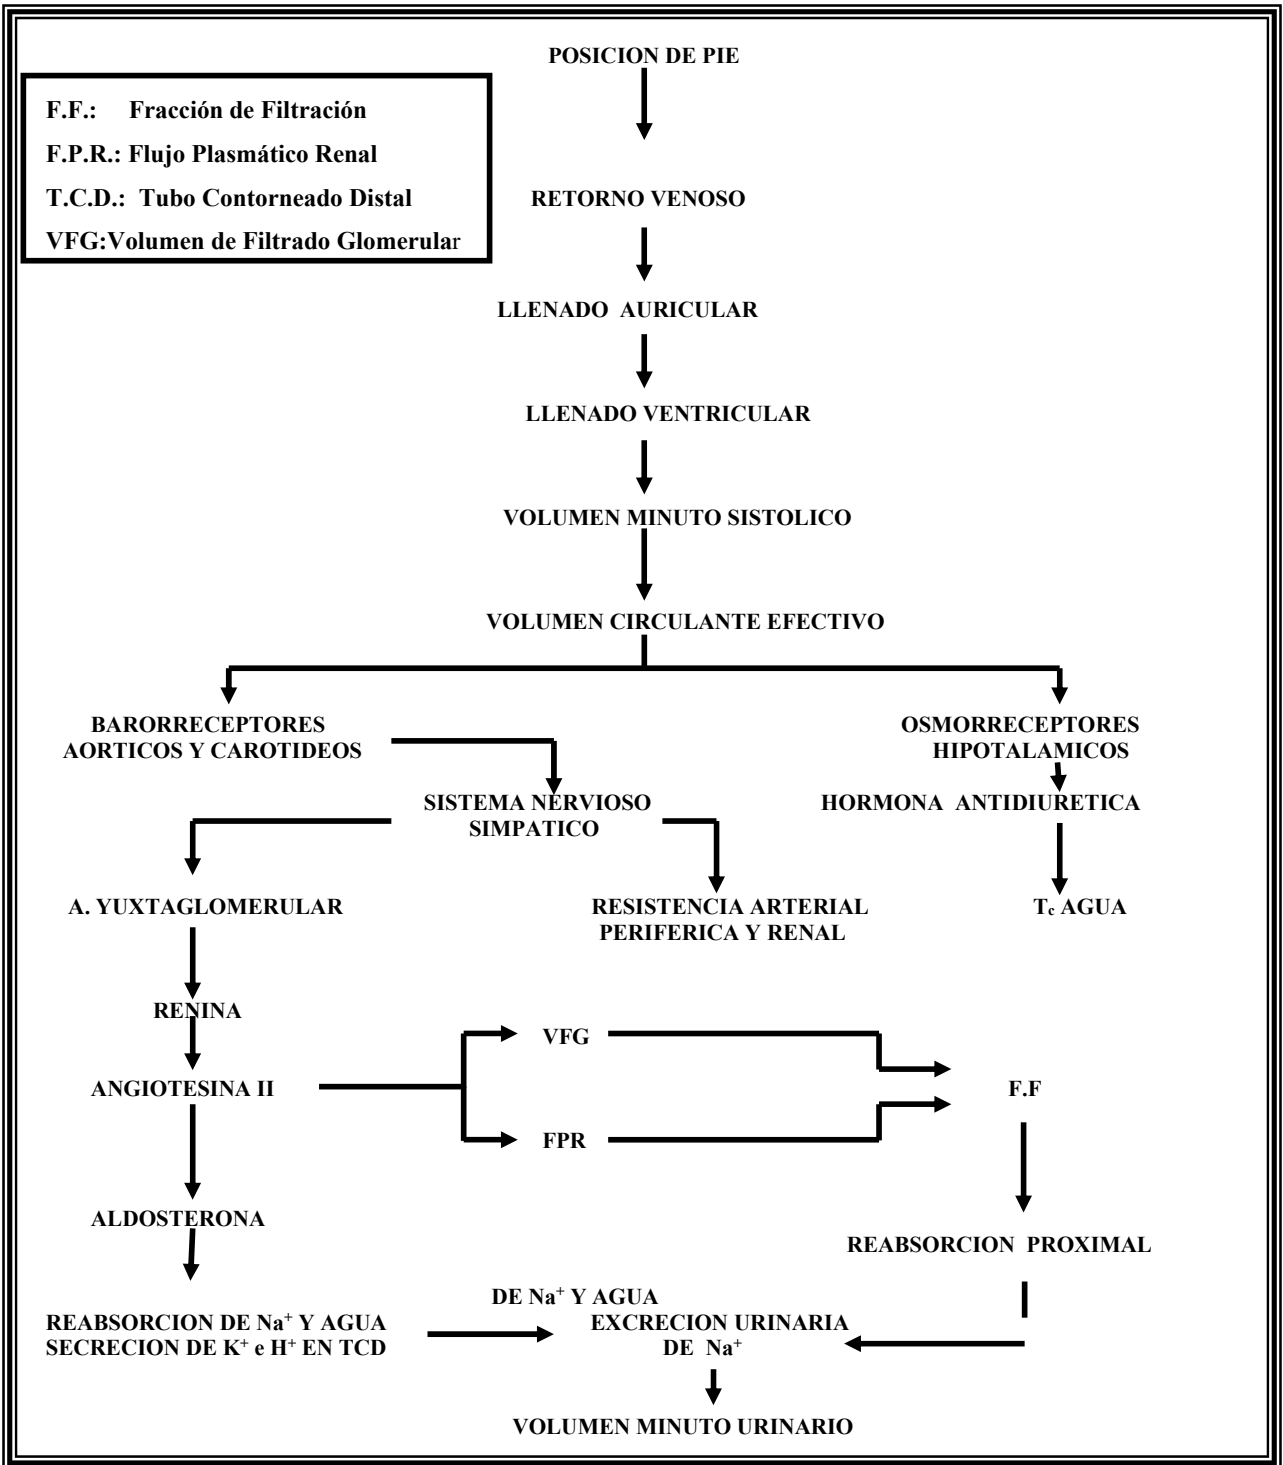 POSICION DE PIE
F.F.: Fracción de Filtración
F.P.R.: Flujo Plasmático Renal
T.C.D.: Tubo Contorneado Distal
VFG:Volumen de Filtrado Glomerular
RETORNO VENOSO
LLENADO AURICULAR
LLENADO VENTRICULAR
VOLUMEN MINUTO SISTOLICO
VOLUMEN CIRCULANTE EFECTIVO
BARORRECEPTORES
AORTICOS Y CAROTIDEOS
OSMORRECEPTORES
HIPOTALAMICOS
SISTEMA NERVIOSO
SIMPATICO
HORMONA ANTIDIURETICA
A. YUXTAGLOMERULAR
RESISTENCIA ARTERIAL
PERIFERICA Y RENAL
Tc AGUA
RENINA
VFG
ANGIOTESINA II
F.F
FPR
ALDOSTERONA
REABSORCION PROXIMAL
DE Na⁺ Y AGUA
REABSORCION DE Na⁺ Y AGUA
SECRECION DE K⁺ e H⁺ EN TCD
EXCRECION URINARIA
DE Na⁺
VOLUMEN MINUTO URINARIO